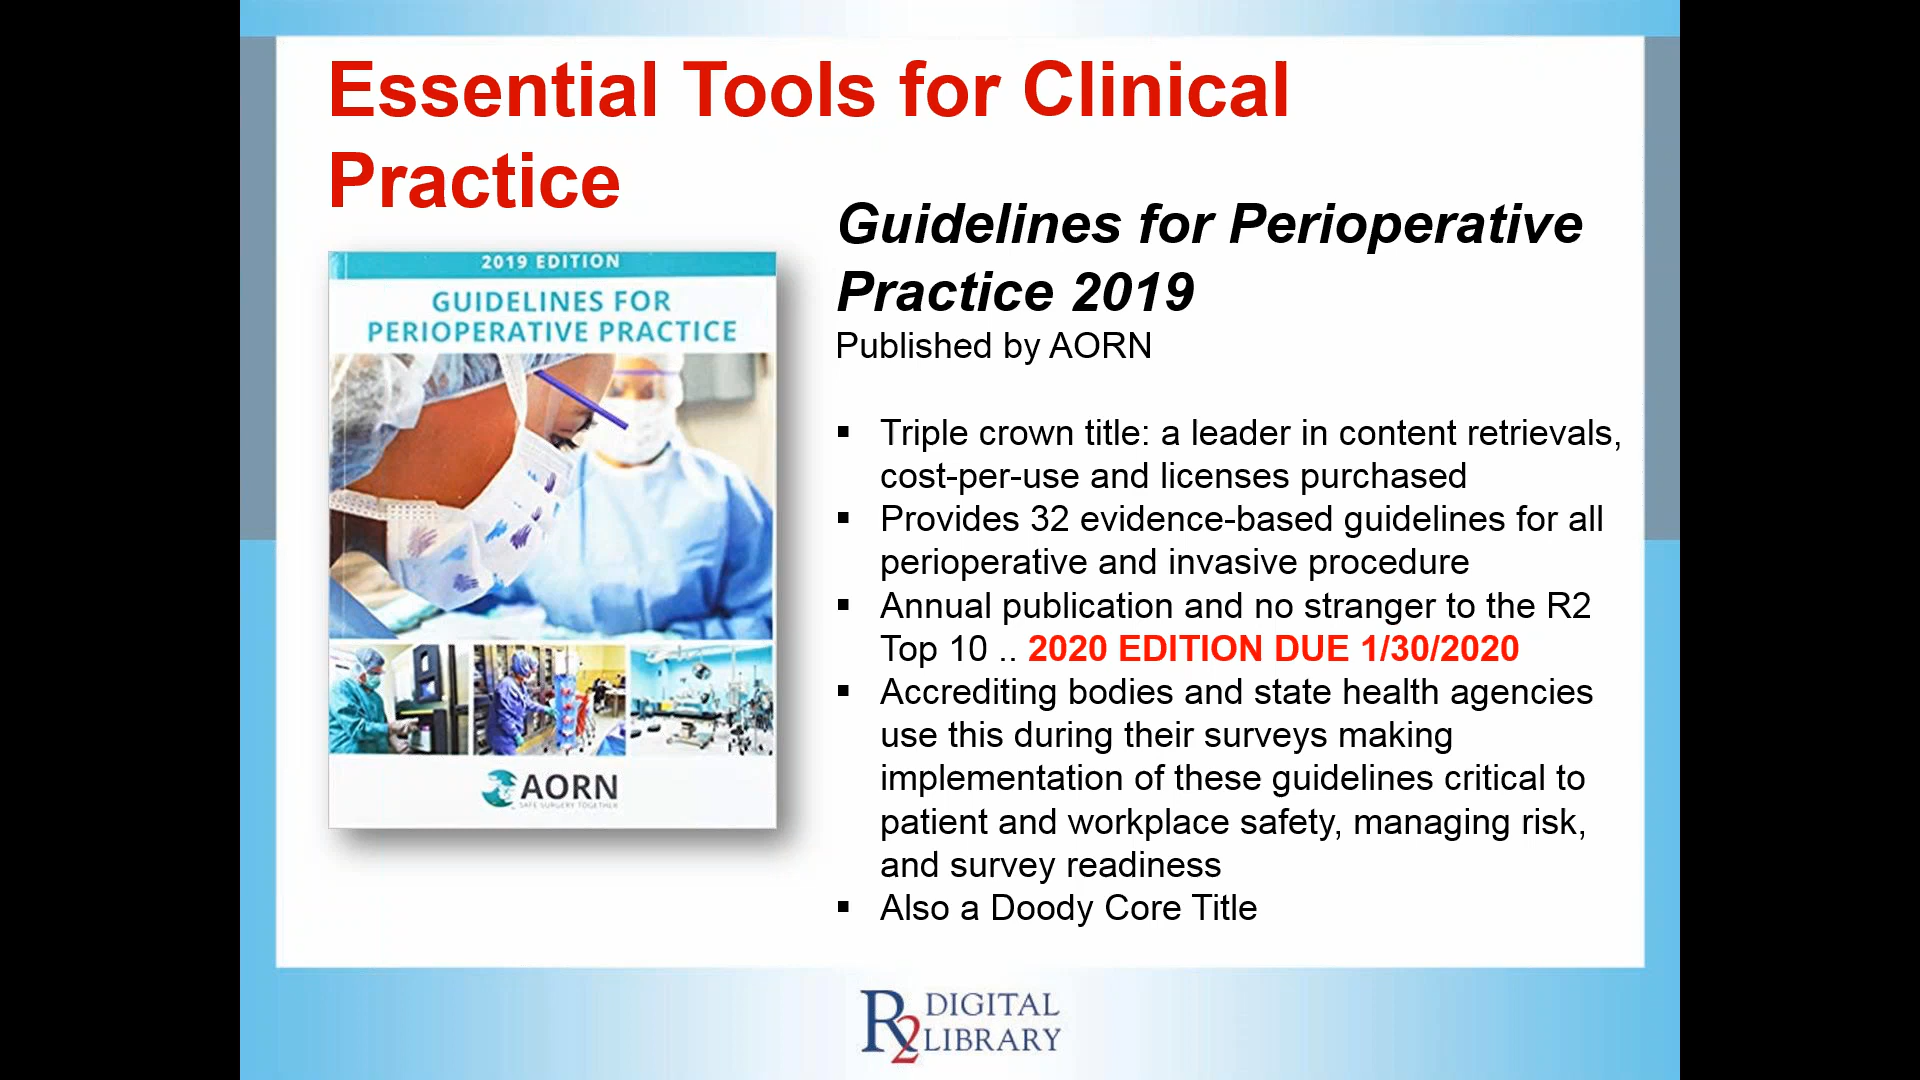 Essential Tools for Clinical
Practice
Guidelines for Perioperative
Practice 2019
Published by AORN
2019 EDITION
GUIDELINES FOR
PERIOPERATIVE PRACTICE
AORN
SAFE SURGERY TOGETHER
▪ Triple crown title: a leader in content retrievals,
cost-per-use and licenses purchased
▪ Provides 32 evidence-based guidelines for all
perioperative and invasive procedure
▪ Annual publication and no stranger to the R2
Top 10 .. 2020 EDITION DUE 1/30/2020
▪ Accrediting bodies and state health agencies
use this during their surveys making
implementation of these guidelines critical to
patient and workplace safety, managing risk,
and survey readiness
▪ Also a Doody Core Title
R2 DIGITAL
LIBRARY